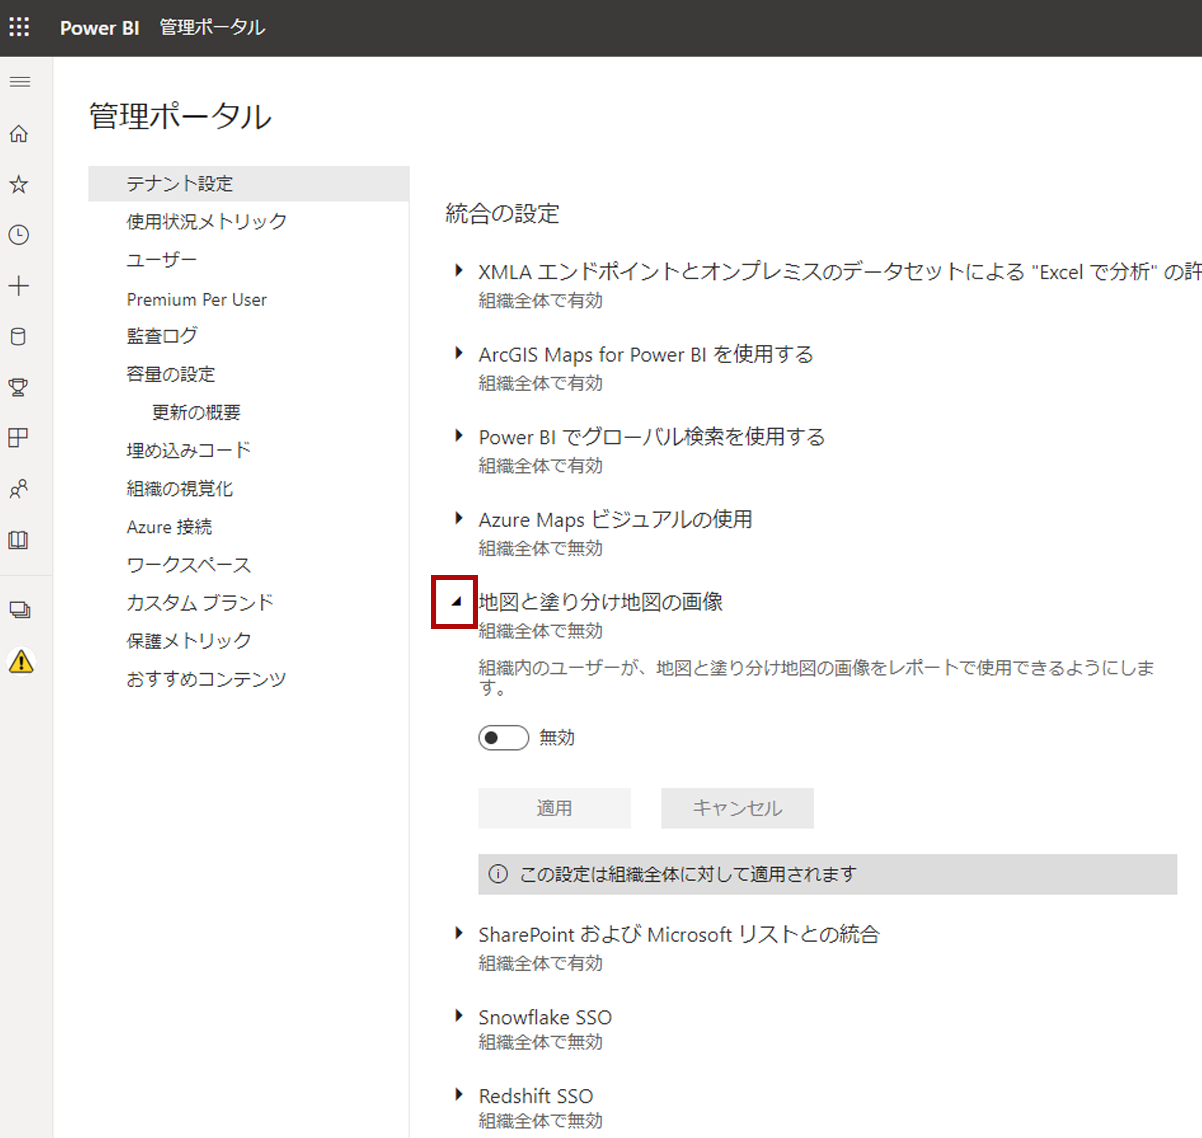 Power BI 管理ポータル
管理ポータル
テナント設定
使用状況メトリック
ユーザー
Premium Per User
監査ログ
容量の設定
更新の概要
埋め込みコード
組織の視覚化
Azure 接続
ワークスペース
カスタム ブランド
保護メトリック
おすすめコンテンツ
統合の設定
XMLA エンドポイントとオンプレミスのデータセットによる "Excel で分析" の許
組織全体で有効
ArcGIS Maps for Power BI を使用する
組織全体で有効
Power BI でグローバル検索を使用する
組織全体で有効
Azure Maps ビジュアルの使用
組織全体で無効
地図と塗り分け地図の画像
組織全体で無効
組織内のユーザーが、地図と塗り分け地図の画像をレポートで使用できるようにしま
す。
無効
適用 キャンセル
この設定は組織全体に対して適用されます
SharePoint および Microsoft リストとの統合
組織全体で有効
Snowflake SSO
組織全体で無効
Redshift SSO
組織全体で無効